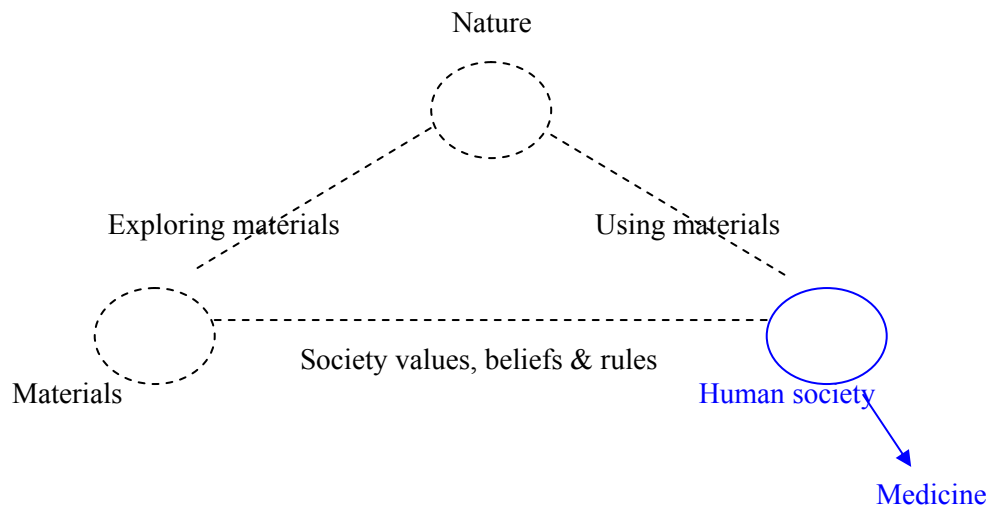 Nature
Exploring materials
Using materials
Society values, beliefs & rules
Materials
Human society
Medicine